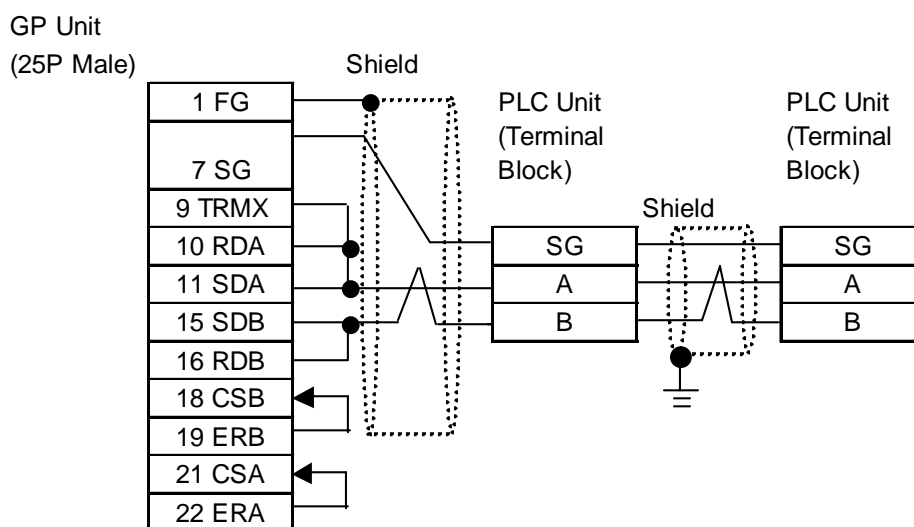 GP Unit
(25P Male)
Shield
1 FG
7 SG
9 TRMX
10 RDA
11 SDA
15 SDB
16 RDB
18 CSB
19 ERB
21 CSA
22 ERA
PLC Unit
(Terminal
Block)
SG
A
B
Shield
PLC Unit
(Terminal
Block)
SG
A
B